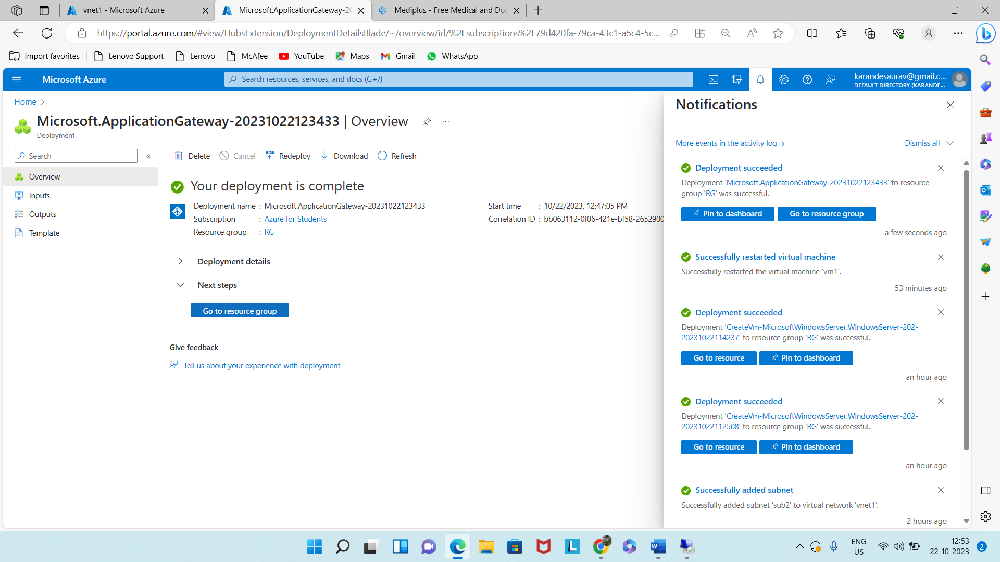 vnet1 - Microsoft Azure
Microsoft.ApplicationGateway-20
Mediplus - Free Medical and Doc
https://portal.azure.com/#view/HubsExtension/DeploymentDetailsBlade/~/overview/id/%2Fsubscriptions%2F79d420fa-79ca-43c1-a5c4-5c...
Import favorites
Lenovo Support
Lenovo
McAfee
YouTube
Maps
Gmail
WhatsApp
Microsoft Azure
Search resources, services, and docs (G+/)
karandesaurav@gmail.c...
DEFAULT DIRECTORY (KARANDE...
Home
Microsoft.ApplicationGateway-20231022123433 | Overview
Deployment
Search
Delete
Cancel
Redeploy
Download
Refresh
Overview
Inputs
Outputs
Template
Your deployment is complete
Deployment name : Microsoft.ApplicationGateway-20231022123433
Subscription : Azure for Students
Resource group : RG
Start time : 10/22/2023, 12:47:05 PM
Correlation ID : bb063112-0f06-421e-bf58-2652900
Deployment details
Next steps
Go to resource group
Give feedback
Tell us about your experience with deployment
Notifications
More events in the activity log →
Dismiss all
Deployment succeeded
Deployment 'Microsoft.ApplicationGateway-20231022123433' to resource
group 'RG' was successful.
Pin to dashboard
Go to resource group
a few seconds ago
Successfully restarted virtual machine
Successfully restarted the virtual machine 'vm1'.
53 minutes ago
Deployment succeeded
Deployment 'CreateVm-MicrosoftWindowsServer.WindowsServer-202-
20231022114237' to resource group 'RG' was successful.
Go to resource
Pin to dashboard
an hour ago
Deployment succeeded
Deployment 'CreateVm-MicrosoftWindowsServer.WindowsServer-202-
20231022112508' to resource group 'RG' was successful.
Go to resource
Pin to dashboard
an hour ago
Successfully added subnet
Successfully added subnet 'sub2' to virtual network 'vnet1'.
2 hours ago
ENG
US
12:53
22-10-2023
2